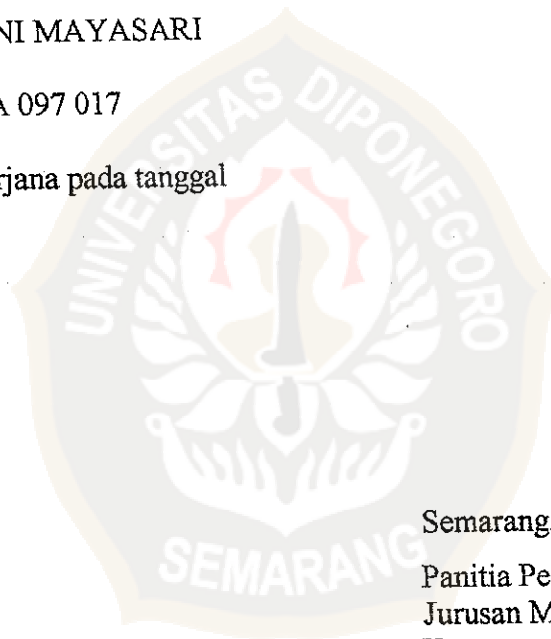 NI MAYASARI
A 097 017
rjana pada tanggal
UNIVERSITAS DIPONEGORO
SEMARANG
Semarang,
Panitia Pe
Jurusan M